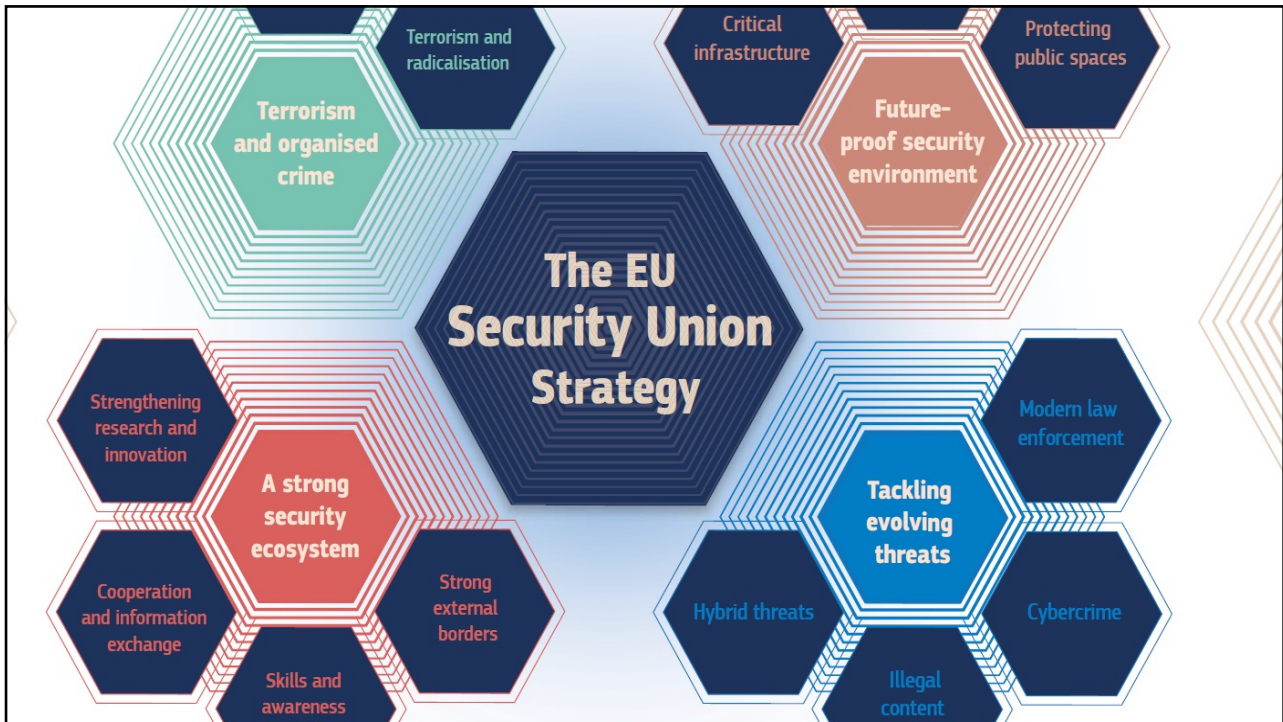 Terrorism and
radicalisation
Terrorism
and organised
crime
Critical
infrastructure
Protecting
public spaces
Future-
proof security
environment
The EU
Security Union
Strategy
Strengthening
research and
innovation
A strong
security
ecosystem
Cooperation
and information
exchange
Skills and
awareness
Strong
external
borders
Modern law
enforcement
Tackling
evolving
threats
Hybrid threats
Cybercrime
Illegal
content